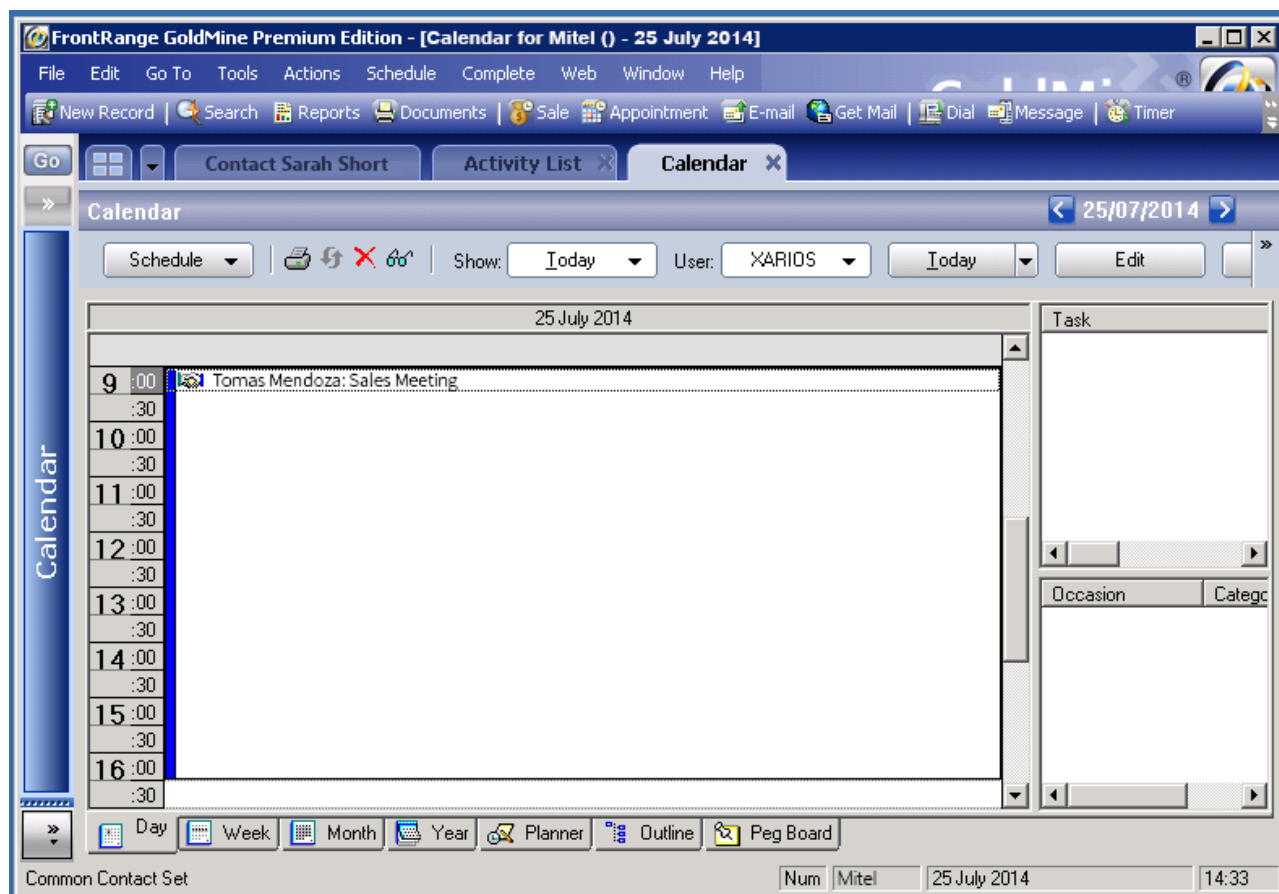 FrontRange GoldMine Premium Edition - [Calendar for Mitel () - 25 July 2014]
File Edit Go To Tools Actions Schedule Complete Web Window Help
®
New Record Search Reports Documents Sale Appointment E-mail Get Mail Dial Message Timer
Go Contact Sarah Short Activity List Calendar
Calendar 25/07/2014
Schedule Show: Today User: XARIOS Today Edit
25 July 2014 Task
9 :00 Tomas Mendoza: Sales Meeting
:30
10 :00
:30
11 :00
:30
12 :00
:30
Occasion Catego
13 :00
:30
14 :00
:30
15 :00
:30
16 :00
:30
Calendar
Day Week Month Year Planner Outline Peg Board
Common Contact Set Num Mitel 25 July 2014 14:33